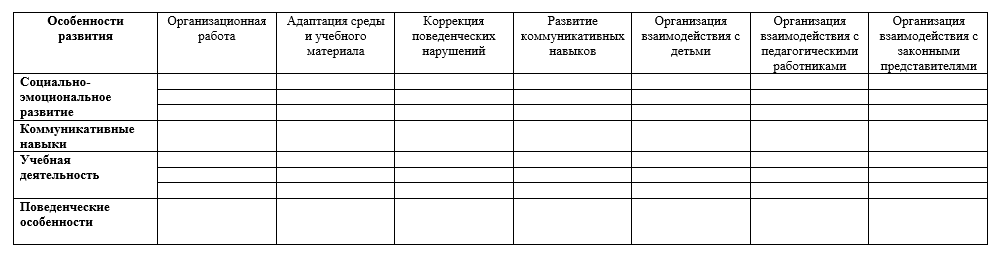 Особенности развития
Организационная работа
Адаптация среды и учебного материала
Коррекция поведенческих нарушений
Развитие коммуникативных навыков
Организация взаимодействия с детьми
Организация взаимодействия с педагогическими работниками
Организация взаимодействия с законными представителями
Социально-эмоциональное развитие
Коммуникативные навыки
Учебная деятельность
Поведенческие особенности